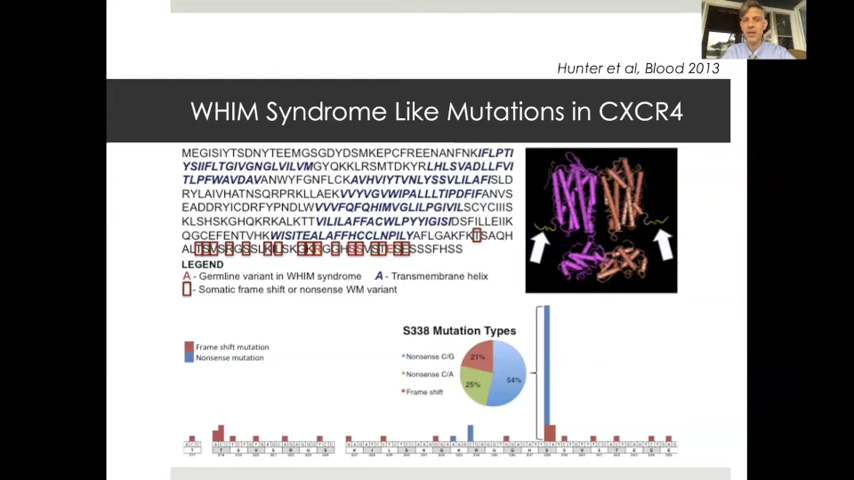 Hunter et al, Blood 2013
WHIM Syndrome Like Mutations in CXCR4
MEGISIYTSDNYTEEMGSGDYDSMKEPCFREENANFNKIFLPTI
YSIIFLTGIVGNGLVILVMGYQKKLRSMTDKYRLHLSVADLLFVI
TLPFWAVDAVANWYFGNFLCKAVHVIYTVNLYSSVLILAFISLD
RYLAIVHATNSQRPRKLLAEKVVYVGVWIPALLLTIPDFIFANVS
EADDRYICDRFYPNDLWVVVFQFQHIMVGLILPGIVILSCYCIIIS
KLSHSKGHQKRKALKTTVILILAFFACWLPYYIGISIDSFILLEIIK
QGCEFENTVHKWISITEALAFFHCCLNPILYAFLGAKFKTSAQH
ALTSVSRGSSLKILSKGKRGGHSSVSTESESSSFHSS
LEGEND
A - Germline variant in WHIM syndrome A - Transmembrane helix
- Somatic frame shift or nonsense WM variant
S338 Mutation Types
Frame shift mutation
Nonsense mutation
Nonsense C/G
Nonsense C/A
Frame shift
21%
54%
25%